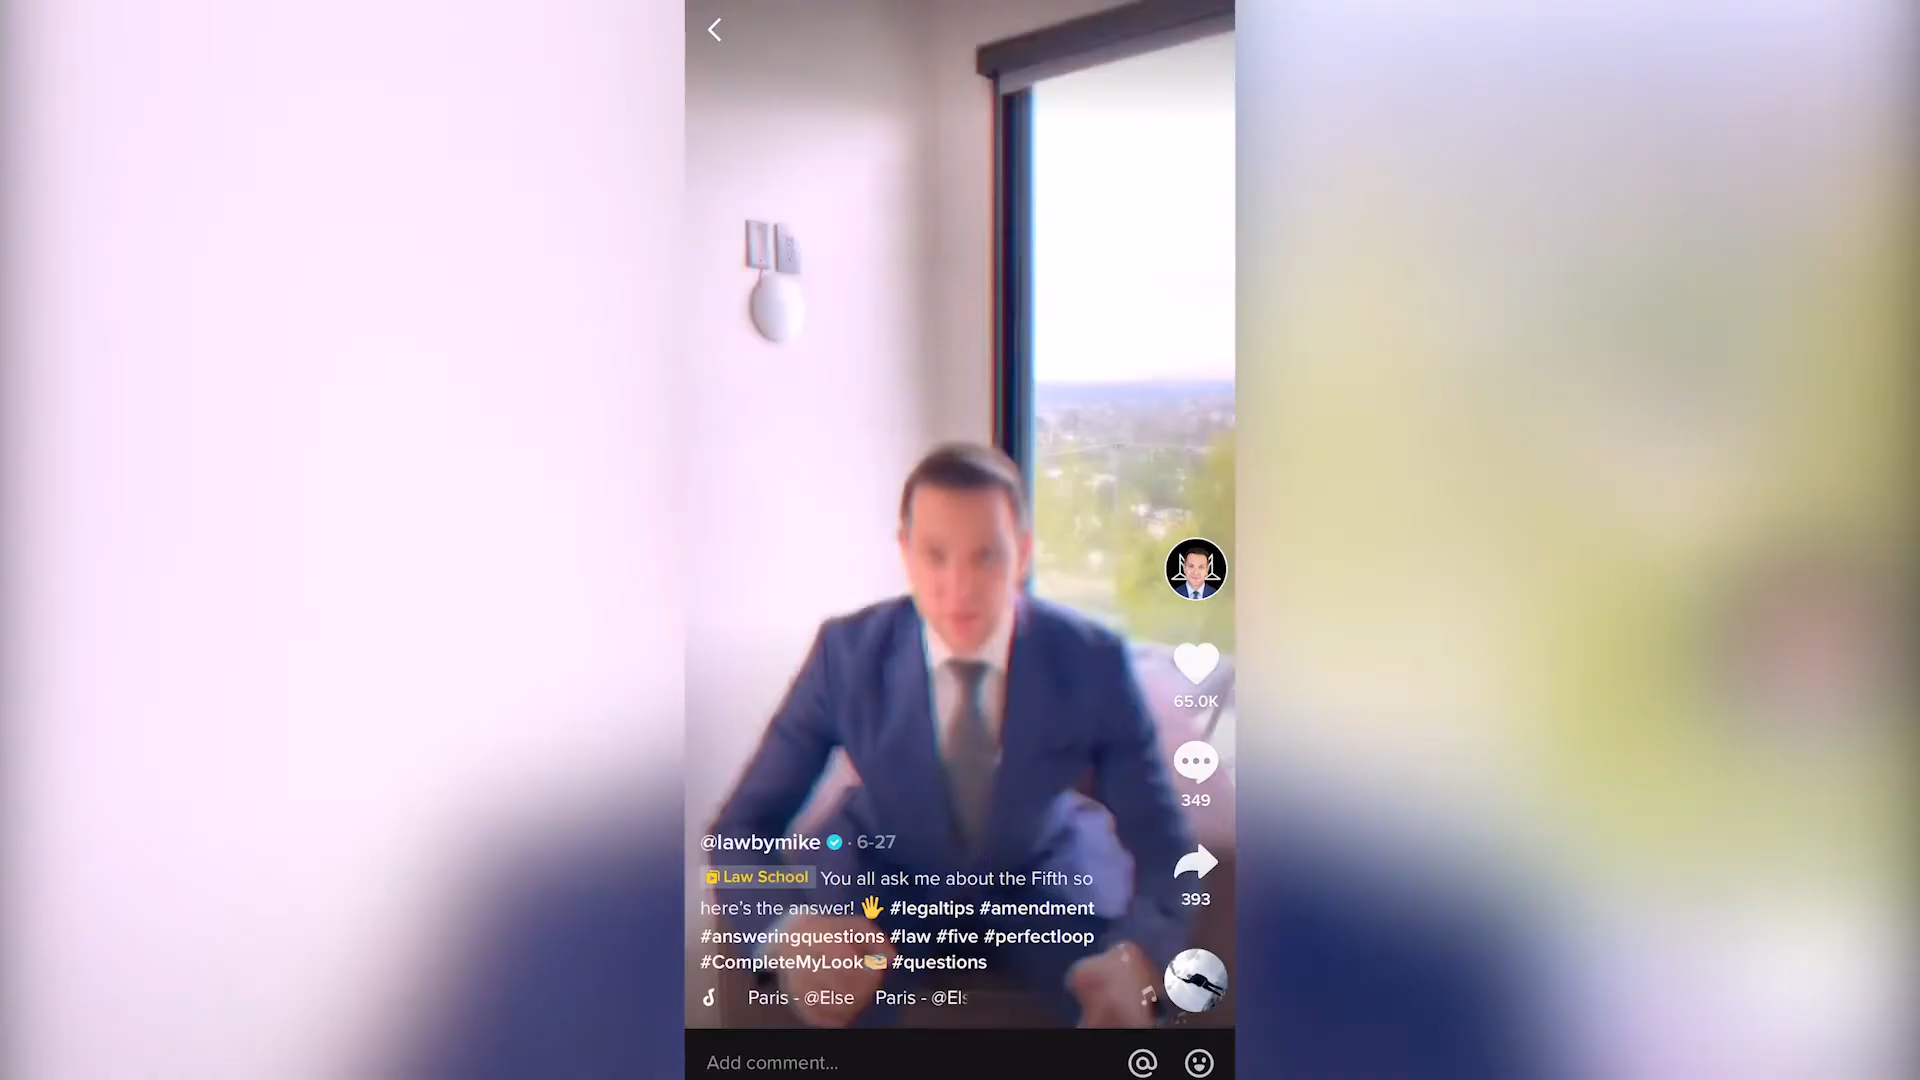 65.0K
349
@lawbymike · 6-27
Law School You all ask me about the Fifth so
here's the answer! 🖐 #legaltips #amendment
393
#answeringquestions #law #five #perfectloop
#CompleteMyLook #questions
Paris - @Else Paris - @Els
Add comment...